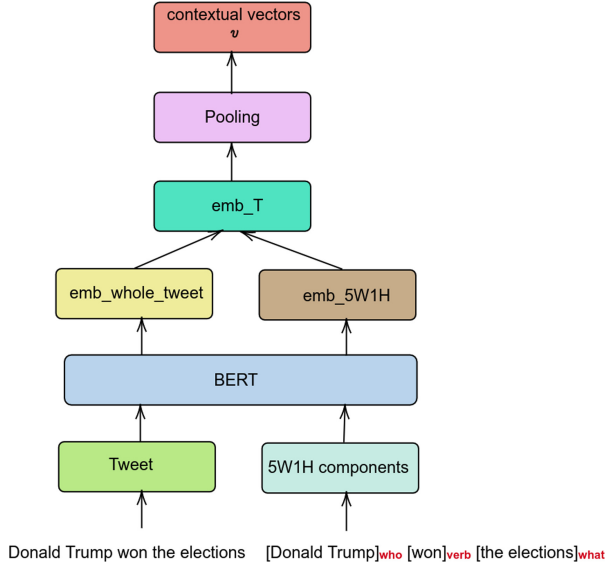 contextual vectors
v
Pooling
emb_T
emb_whole_tweet
emb_5W1H
BERT
Tweet
5W1H components
Donald Trump won the elections
[Donald Trump]who [won]verb [the elections]what